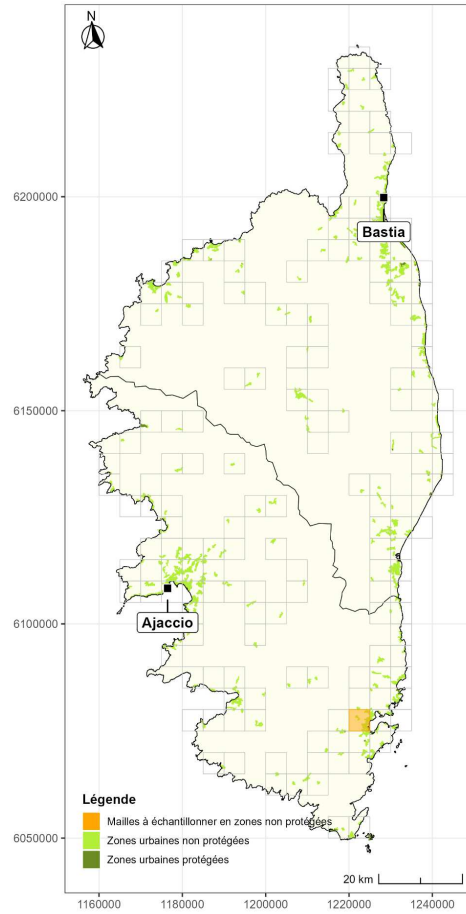 N
6200000
Bastia
6150000
6100000
Ajaccio
Légende
Mailles à échantillonner en zones non protégées
Zones urbaines non protégées
Zones urbaines protégées
6050000
20 km
1160000 1180000 1200000 1220000 1240000